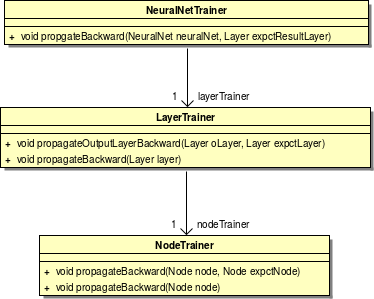 NeuralNetTrainer
+ void propgateBackward(NeuralNet neuralNet, Layer expctResultLayer)
1 layerTrainer
LayerTrainer
+ void propagateOutputLayerBackward(Layer oLayer, Layer expctLayer)
+ void propagateBackward(Layer layer)
1 nodeTrainer
NodeTrainer
+ void propagateBackward(Node node, Node expctNode)
+ void propagateBackward(Node node)